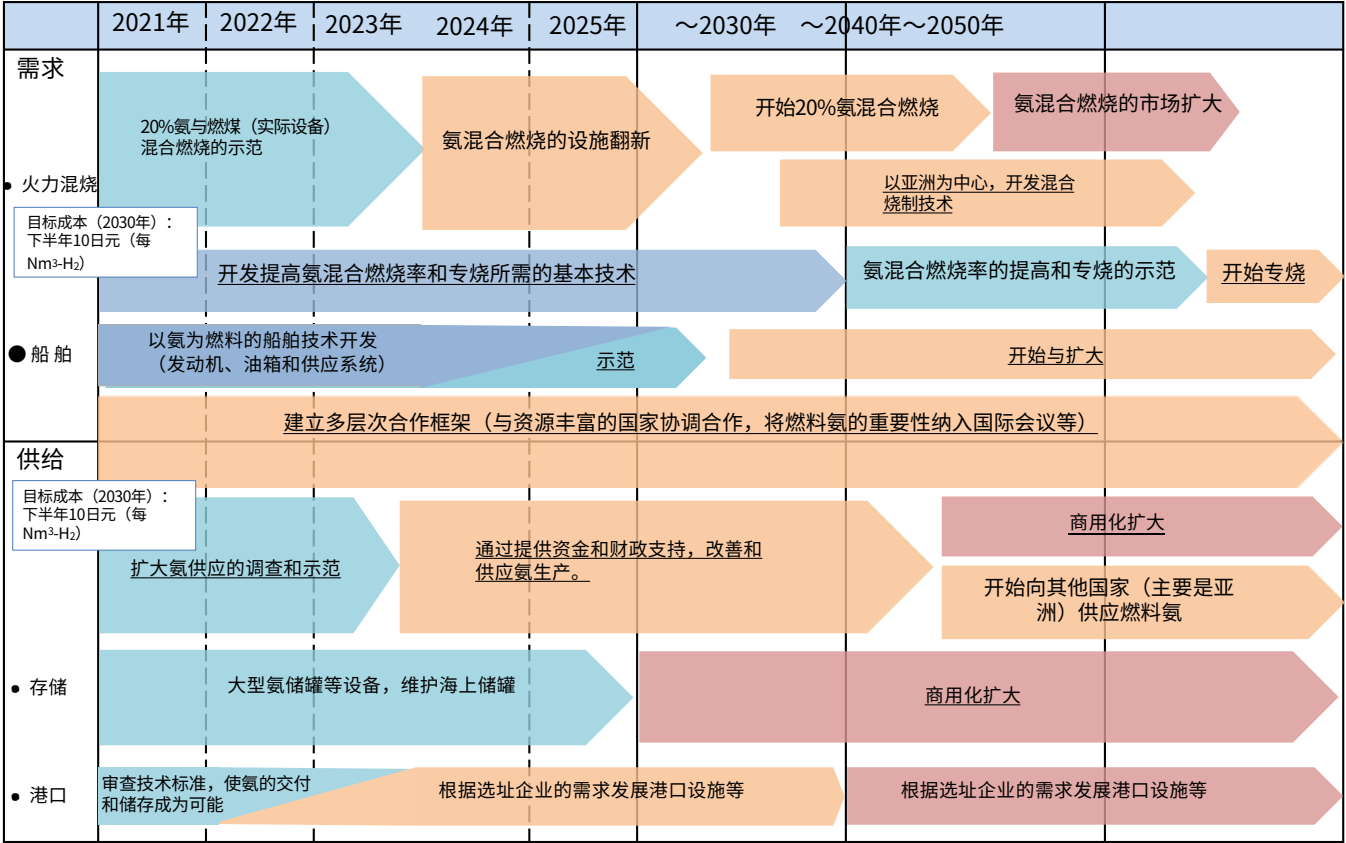 2021年 2022年 2023年 2024年 2025年 ～2030年 ～2040年～2050年
需求
20%氨与燃煤（实际设备）
混合燃烧的示范
氨混合燃烧的设施翻新
开始20%氨混合燃烧
氨混合燃烧的市场扩大
• 火力混烧
以亚洲为中心，开发混合
烧制技术
目标成本（2030年）：
下半年10日元（每
Nm3-H2）
开发提高氨混合燃烧率和专烧所需的基本技术
氨混合燃烧率的提高和专烧的示范
开始专烧
● 船 舶
以氨为燃料的船舶技术开发
（发动机、油箱和供应系统）
示范
开始与扩大
建立多层次合作框架（与资源丰富的国家协调合作，将燃料氨的重要性纳入国际会议等）
供给
目标成本（2030年）：
下半年10日元（每
Nm3-H2）
扩大氨供应的调查和示范
通过提供资金和财政支持，改善和
供应氨生产。
商用化扩大
开始向其他国家（主要是亚
洲）供应燃料氨
• 存储
大型氨储罐等设备，维护海上储罐
商用化扩大
• 港口
审查技术标准，使氨的交付
和储存成为可能
根据选址企业的需求发展港口设施等
根据选址企业的需求发展港口设施等